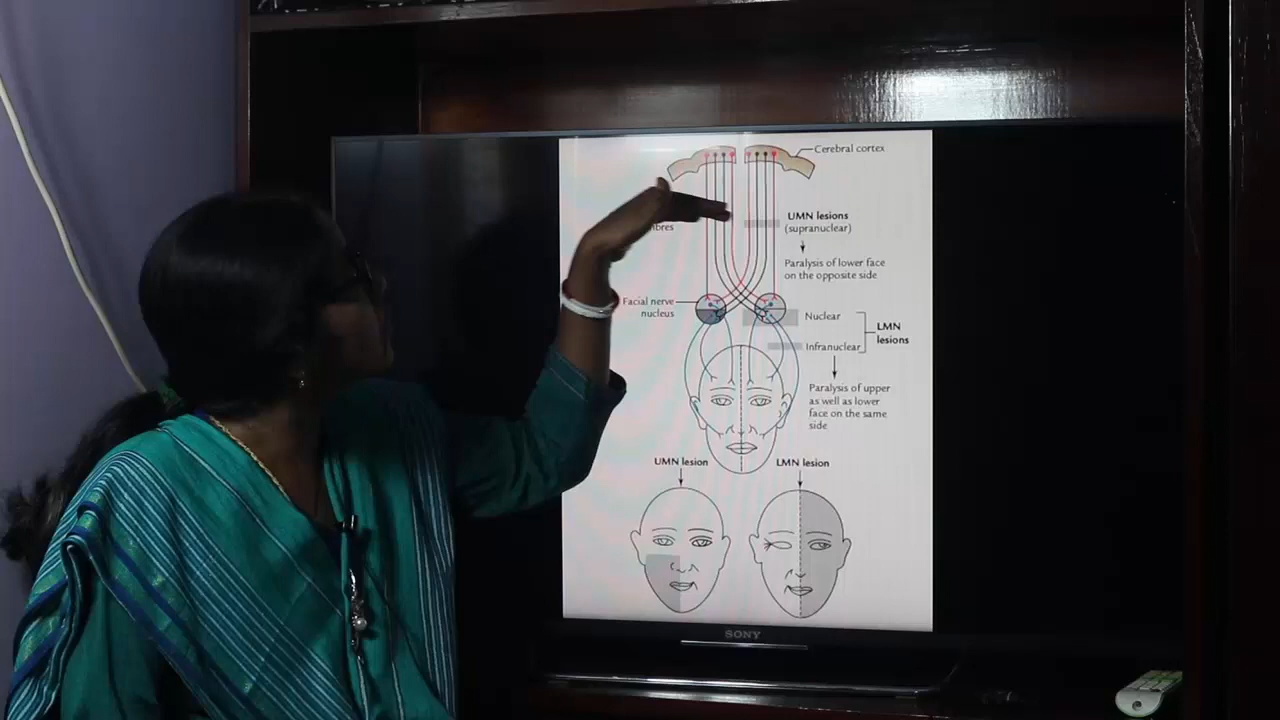 Cerebral cortex
UMN lesions
(supranuclear)
Paralysis of lower face
on the opposite side
Facial nerve
nucleus
Nuclear
Infranuclear
LMN
lesions
Paralysis of upper
as well as lower
face on the same
side
UMN lesion
LMN lesion
SONY